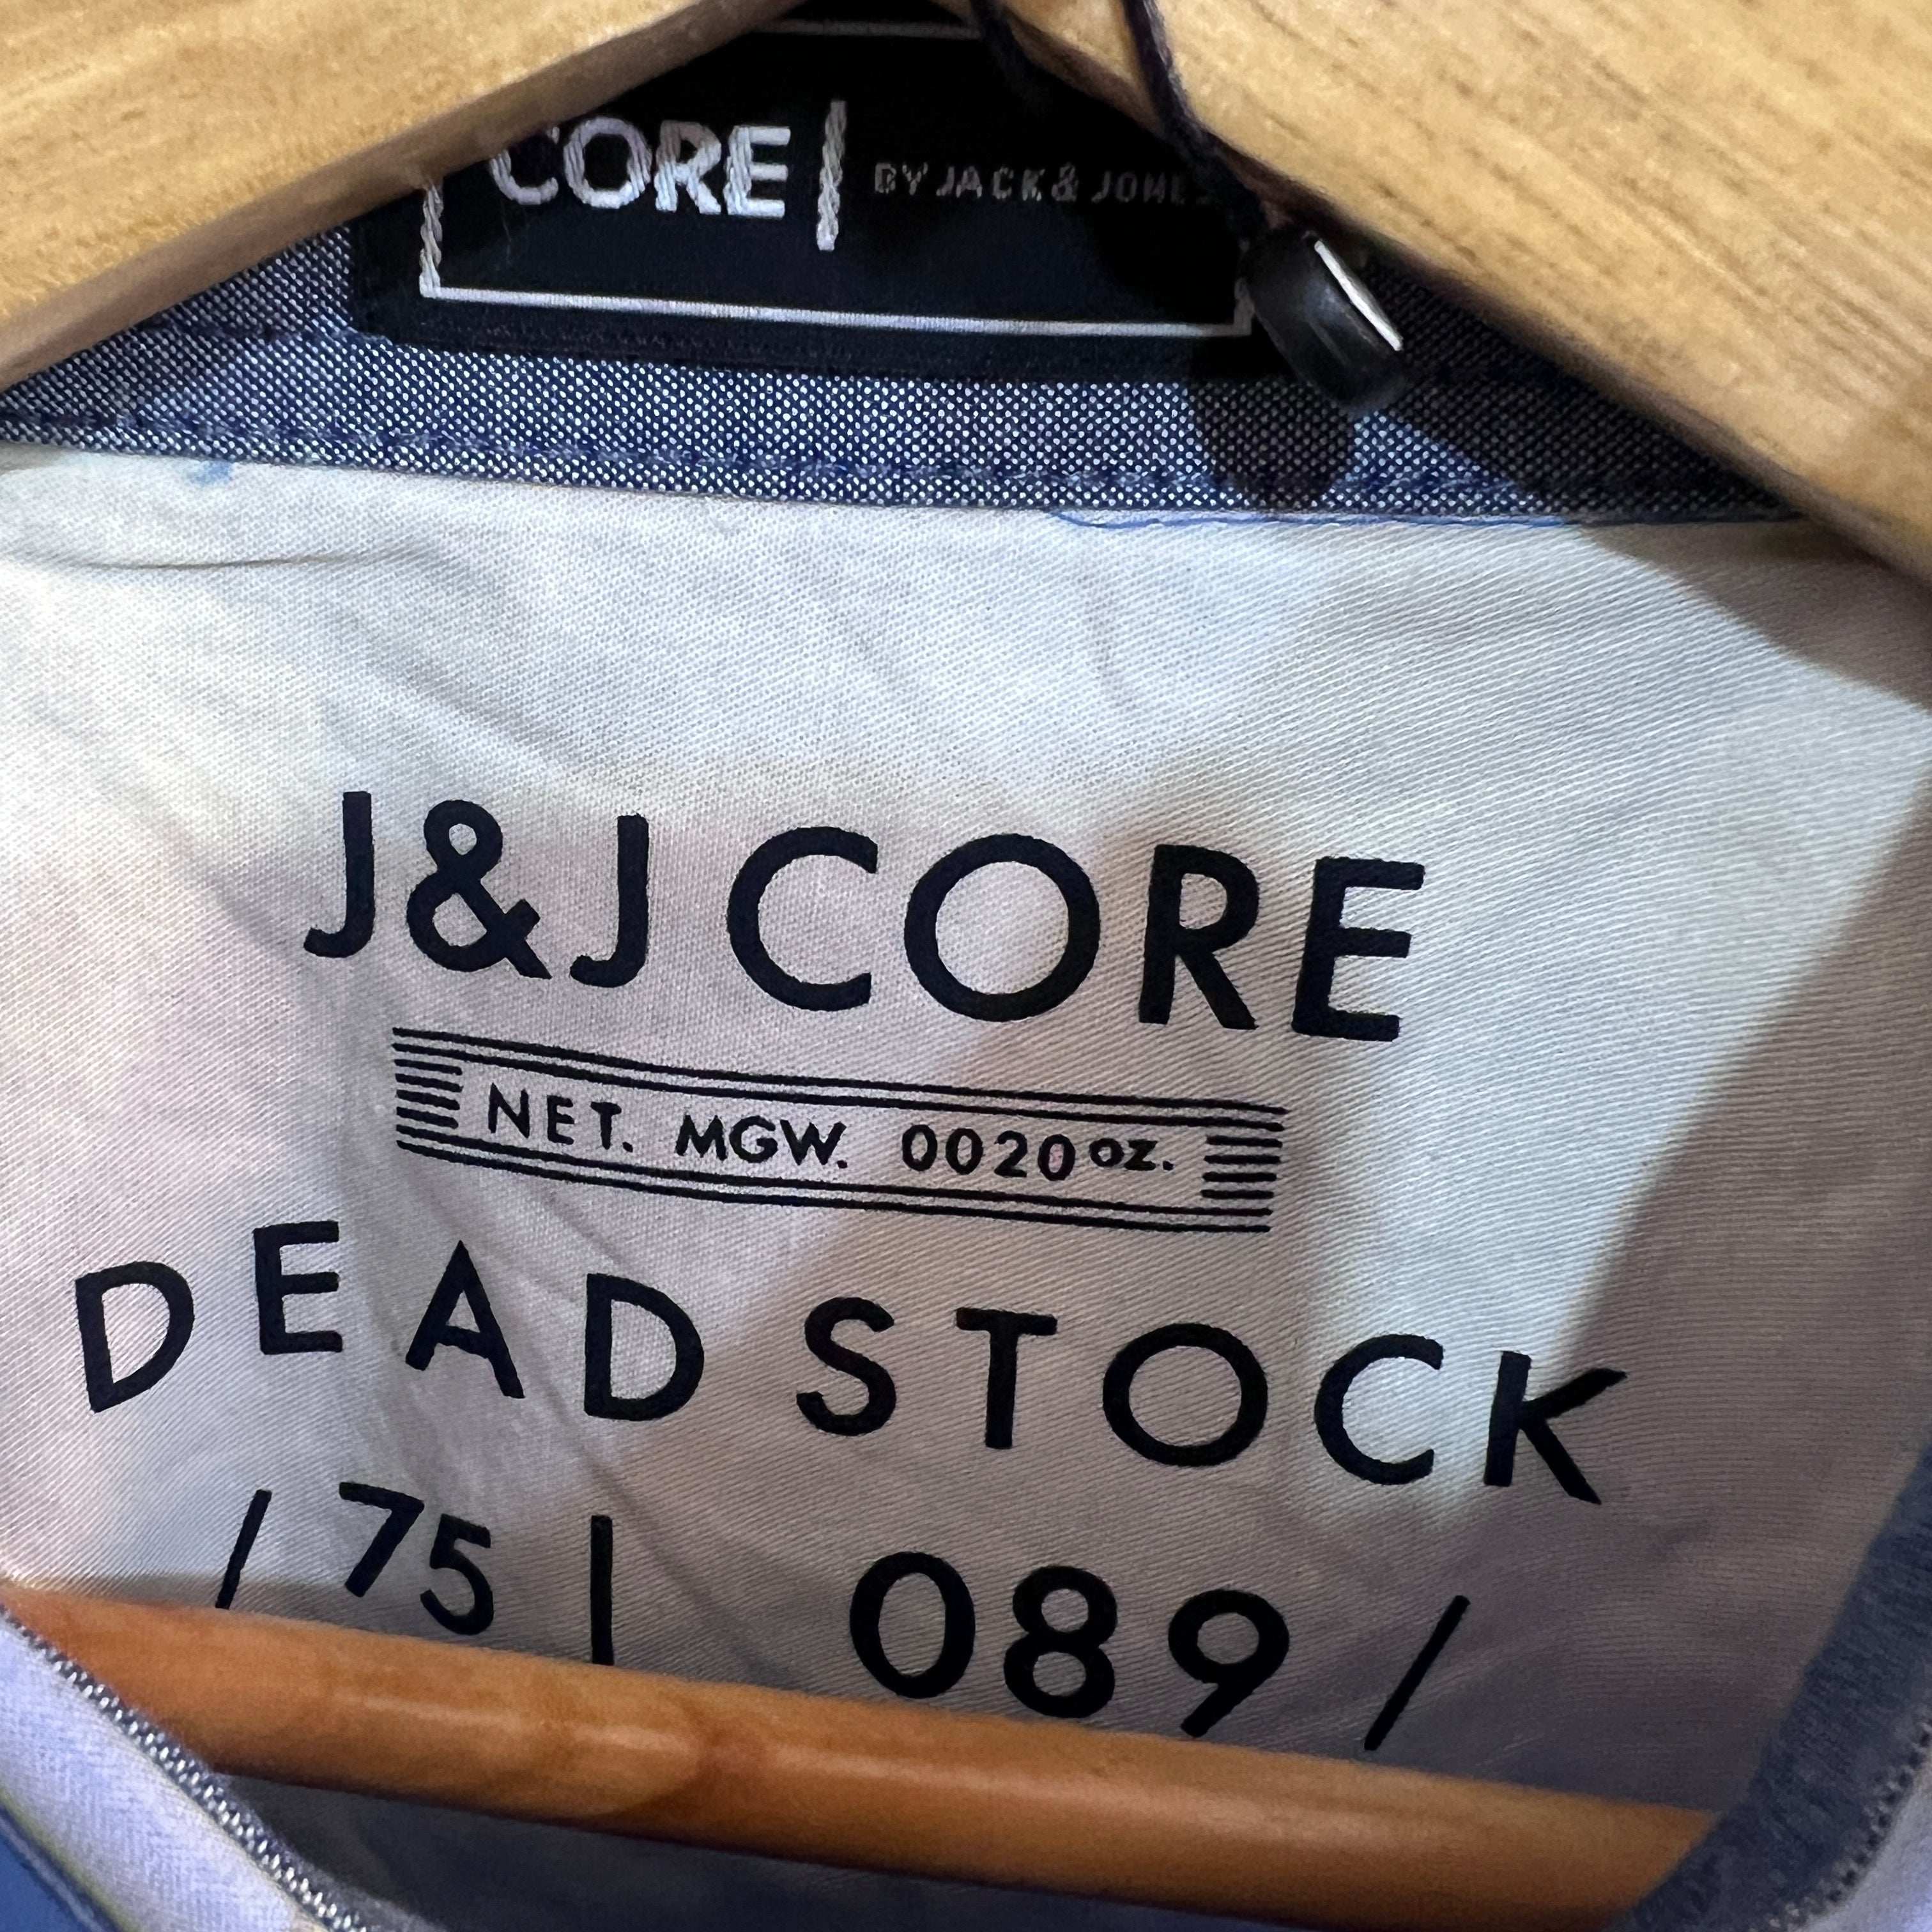 CORE | BY JACK & JONES
J&J CORE
NET. MGW. 0020 oz.
DEAD STOCK
/ 75 | 089 /